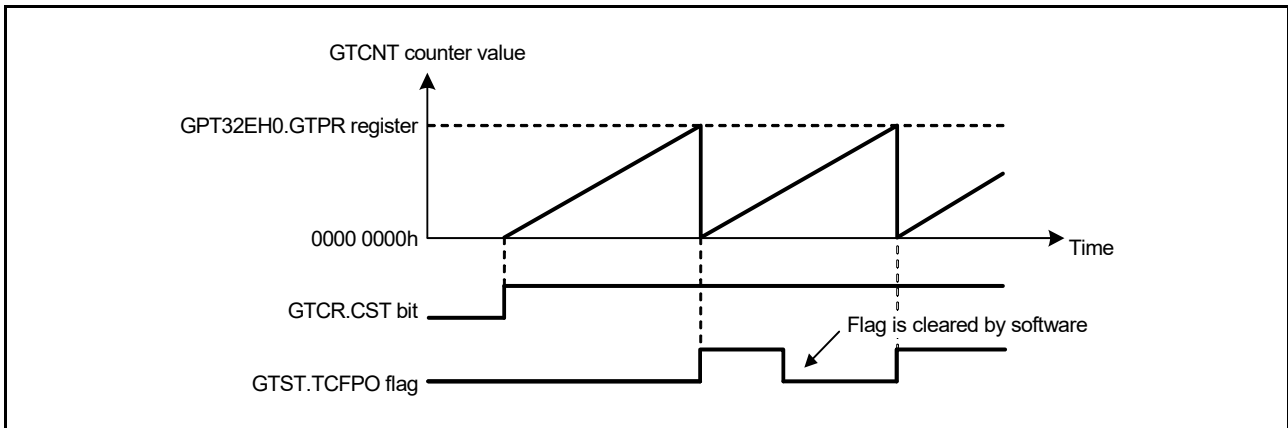 GTCNT counter value
GPT32EH0.GTPR register
0000 0000h
Time
GTCR.CST bit
Flag is cleared by software
GTST.TCFPO flag